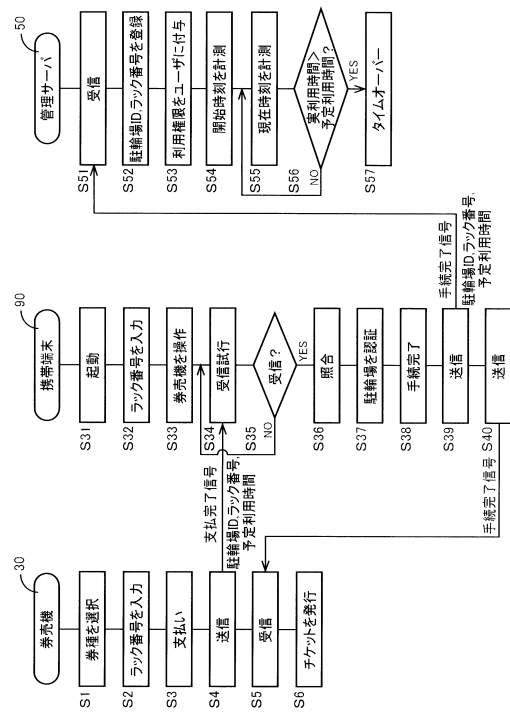 券売機
30
S1
券種を選択
S2
ラック番号を入力
S3
支払い
S4
送信
S5
受信
S6
チケットを発行
支払完了信号
駐輪場ID,ラック番号,
予定利用時間
手続完了信号
携帯端末
90
S31
起動
S32
ラック番号を入力
S33
券売機を操作
S34
受信試行
S35
受信?
NO
YES
S36
照合
S37
駐輪場を認証
S38
手続完了
S39
送信
S40
送信
手続完了信号
駐輪場ID,ラック番号,
予定利用時間
管理サーバ
50
S51
受信
S52
駐輪場ID,ラック番号を登録
S53
利用権限をユーザに付与
S54
開始時刻を計測
S55
現在時刻を計測
S56
実利用時間>
予定利用時間?
NO
YES
S57
タイムオーバー